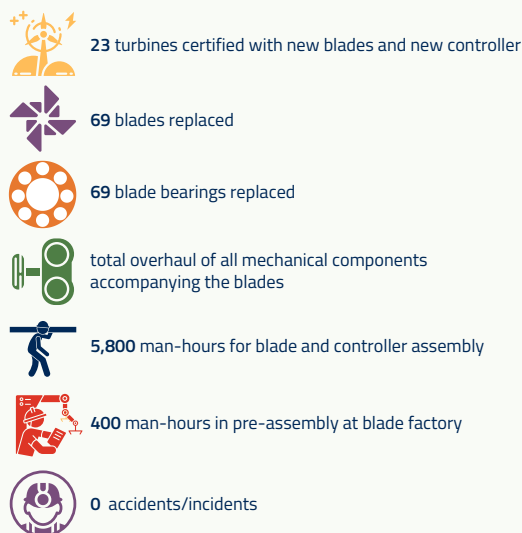 23 turbines certified with new blades and new controller
69 blades replaced
69 blade bearings replaced
total overhaul of all mechanical components
accompanying the blades
5,800 man-hours for blade and controller assembly
400 man-hours in pre-assembly at blade factory
0 accidents/incidents